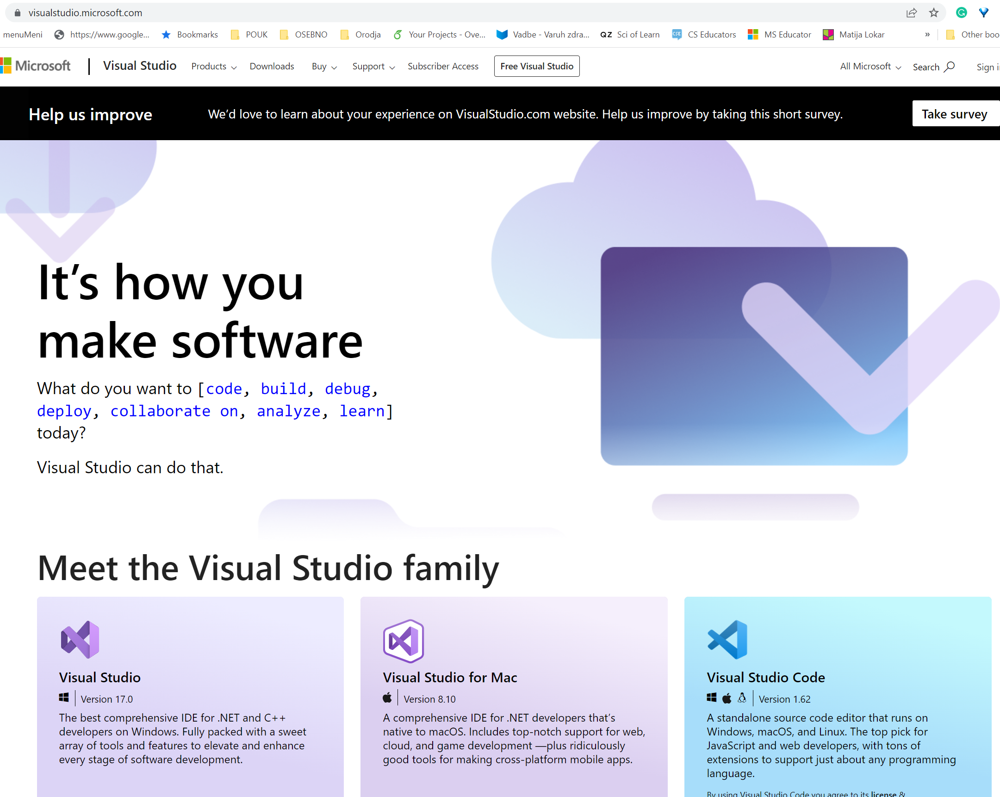 visualstudio.microsoft.com
menuMeni https://www.google... Bookmarks POUK OSEBNO Orodja Your Projects - Ove... Vadbe - Varuh zdra... QZ Sci of Learn CSE CS Educators MS Educator Matija Lokar » Other boo
Microsoft | Visual Studio Products Downloads Buy Support Subscriber Access Free Visual Studio All Microsoft Search Sign i
Help us improve We’d love to learn about your experience on VisualStudio.com website. Help us improve by taking this short survey. Take survey
It’s how you
make software
What do you want to [code, build, debug,
deploy, collaborate on, analyze, learn]
today?
Visual Studio can do that.
Meet the Visual Studio family
Visual Studio
Version 17.0
The best comprehensive IDE for .NET and C++
developers on Windows. Fully packed with a sweet
array of tools and features to elevate and enhance
every stage of software development.
Visual Studio for Mac
Version 8.10
A comprehensive IDE for .NET developers that’s
native to macOS. Includes top-notch support for web,
cloud, and game development —plus ridiculously
good tools for making cross-platform mobile apps.
Visual Studio Code
Version 1.62
A standalone source code editor that runs on
Windows, macOS, and Linux. The top pick for
JavaScript and web developers, with tons of
extensions to support just about any programming
language.
By using Visual Studio Code you agree to its license &